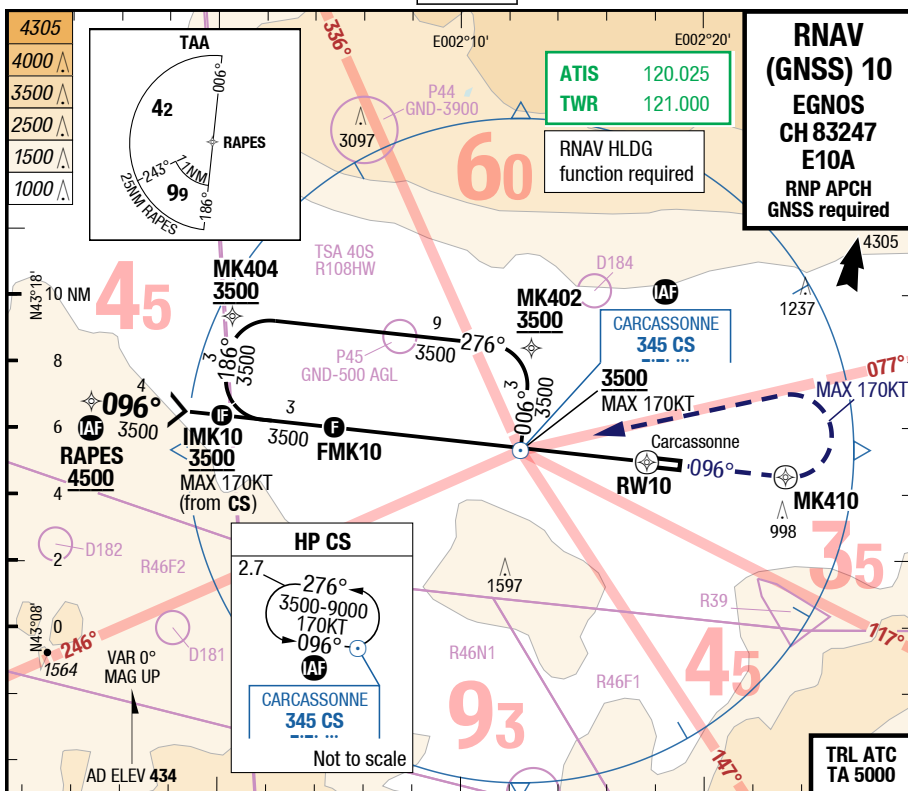 4305
4000
3500
2500
1500
1000
TAA
006°
42
RAPES
243°
11NM
99
186°
25NM RAPES
336°
E002°10'
E002°20'
P44
GND-3900
3097
60
ATIS 120.025
TWR 121.000
RNAV HLDG
function required
RNAV
(GNSS) 10
EGNOS
CH 83247
E10A
RNP APCH
GNSS required
4305
N43°18'
10 NM
45
MK404
3500
TSA 40S
R108HW
D184
IAF
MK402
3500
1237
CARCASSONNE
345 CS
8
186°
3
3500
9
3500
276°
P45
GND-500 AGL
3500
MAX 170KT
077°
MAX 170KT
4
096°
3500
IAF
RAPES
4500
6
IF
IMK10
3500
MAX 170KT
(from CS)
3
3500
F
FMK10
006°
3
3500
Carcassonne
RW10
096°
MK410
998
4
35
D182
2
R46F2
HP CS
2.7
276°
3500-9000
170KT
096°
IAF
CARCASSONNE
345 CS
Not to scale
1597
R39
117°
N43°08'
0
246°
1564
D181
VAR 0°
MAG UP
R46N1
R46F1
45
93
147°
AD ELEV 434
TRL ATC
TA 5000